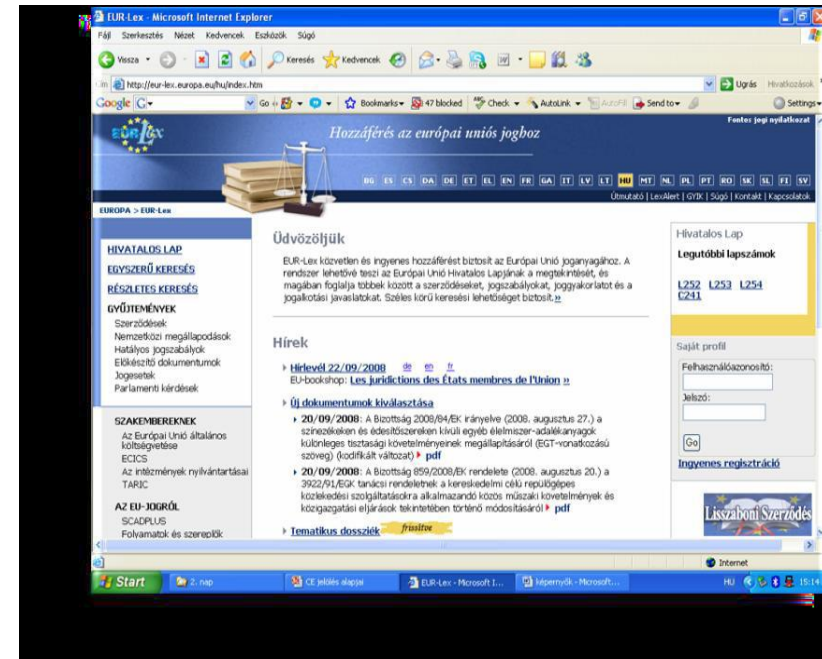 EUR-Lex - Microsoft Internet Explorer
Fájl Szerkesztés Nézet Kedvencek Eszközök Súgó
Vissza Keresés Kedvencek
http://eur-lex.europa.eu/hu/index.htm Ugrás Hivatkozások
Google G Go Bookmarks 47 blocked Check AutoLink AutoFill Send to Settings
Fontos jogi nyilatkozat
EUR-Lex Hozzáférés az európai uniós joghoz
BG ES CS DA DE ET EL EN FR GA IT LV LT HU MT NL PL PT RO SK SL FI SV
Útmutató | LexAlert | GYIK | Súgó | Kontakt | Kapcsolatok
EUROPA > EUR-Lex
HIVATALOS LAP
EGYSZERŰ KERESÉS
RÉSZLETES KERESÉS
GYŰJTEMÉNYEK
Szerződések
Nemzetközi megállapodások
Hatályos jogszabályok
Előkészítő dokumentumok
Jogesetek
Parlamenti kérdések
SZAKEMBEREKNEK
Az Európai Unió általános
költségvetése
ECICS
Az intézmények nyilvántartásai
TARIC
AZ EU-JOGRÓL
SCADPLUS
Folyamatok és szereplők
Üdvözöljük
EUR-Lex közvetlen és ingyenes hozzáférést biztosít az Európai Unió joganyagához. A
rendszer lehetővé teszi az Európai Unió Hivatalos Lapjának a megtekintését, és
magában foglalja többek között a szerződéseket, jogszabályokat, joggyakorlatot és a
jogalkotási javaslatokat. Széles körű keresési lehetőséget biztosít.»
Hírek
Hírlevél 22/09/2008 de en fr
EU-bookshop: Les juridictions des États membres de l'Union »
Új dokumentumok kiválasztása
20/09/2008: A Bizottság 2008/84/EK irányelve (2008. augusztus 27.) a
színezékeken és édesítőszereken kívüli egyéb élelmiszer-adalékanyagok
különleges tisztasági követelményeinek megállapításáról (EGT-vonatkozású
szöveg) (kodifikált változat) pdf
20/09/2008: A Bizottság 859/2008/EK rendelete (2008. augusztus 20.) a
3922/91/EGK tanácsi rendeletnek a kereskedelmi célú repülőgépes
közlekedési szolgáltatásokra alkalmazandó közös műszaki követelmények és
közigazgatási eljárások tekintetében történő módosításáról pdf
Tematikus dossziék frissítve
Hivatalos Lap
Legutóbbi lapszámok
L252 L253 L254
C241
Saját profil
Felhasználóazonosító:
Jelszó:
Go
Ingyenes regisztráció
Lisszaboni Szerződés
Internet
Start 2. nap CE jelölés alapjai EUR-Lex - Microsoft I... képernyők - Microsoft... HU 15:14